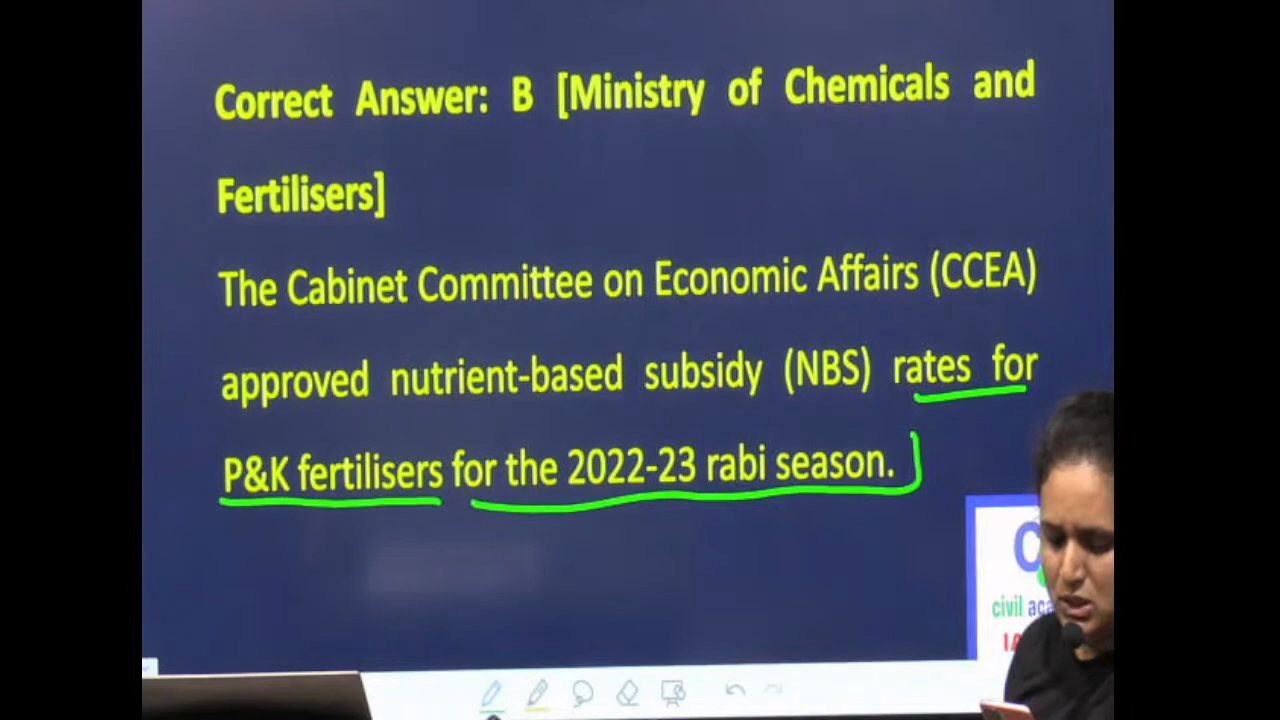 Correct Answer: B [Ministry of Chemicals and
Fertilisers]
The Cabinet Committee on Economic Affairs (CCEA)
approved nutrient-based subsidy (NBS) rates for
P&K fertilisers for the 2022-23 rabi season.
civil